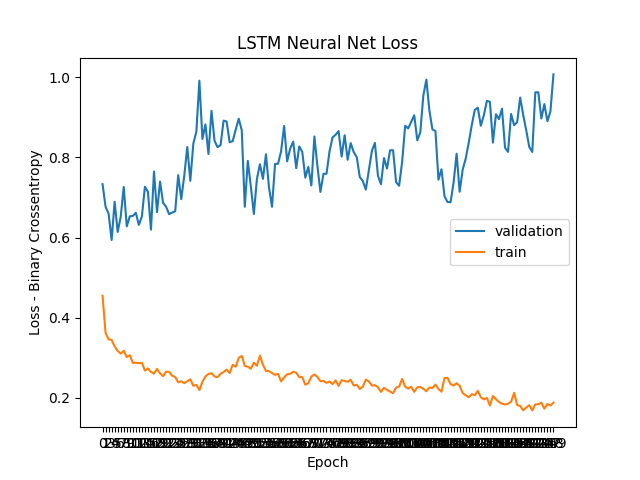 LSTM Neural Net Loss
1.0
0.8
0.6
0.4
0.2
Loss - Binary Crossentropy
validation
train
Epoch